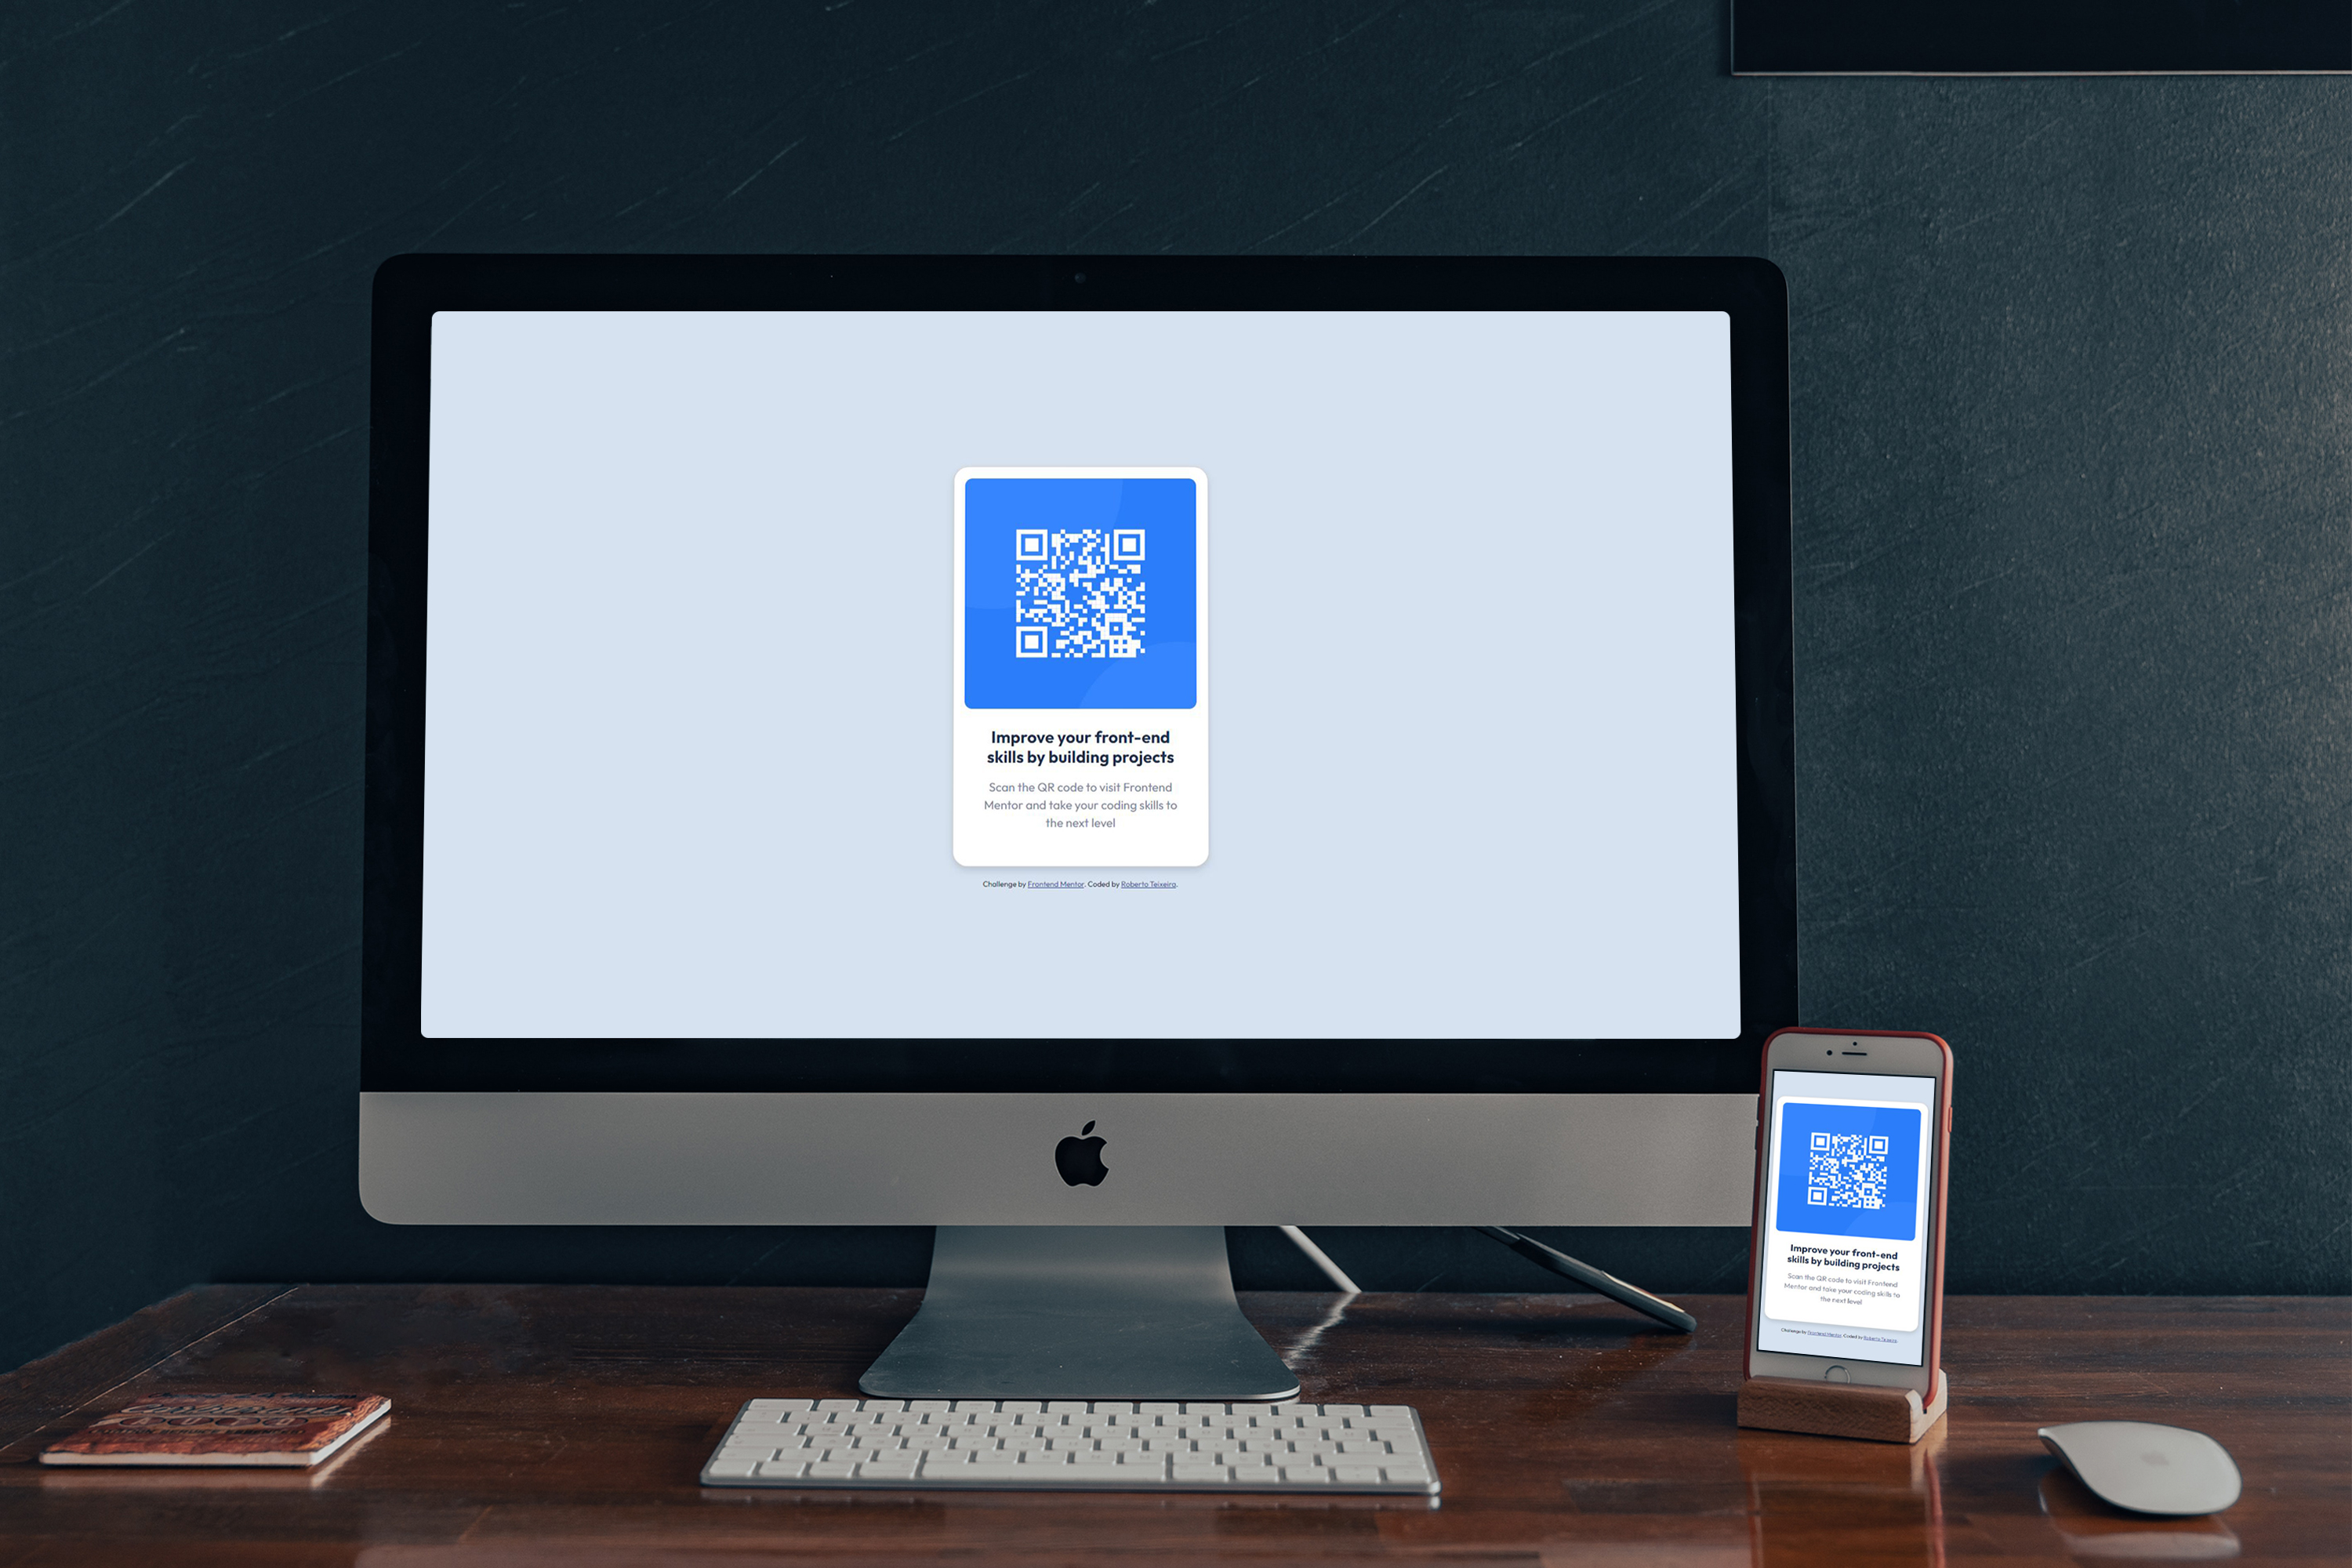 Improve your front-end
skills by building projects
Scan the QR code to visit Frontend
Mentor and take your coding skills to
the next level
Challenge by Frontend Mentor. Coded by Roberto Teixeira.
Improve your front-end
skills by building projects
Scan the QR code to visit Frontend
Mentor and take your coding skills to
the next level
Challenge by Frontend Mentor. Coded by Roberto Teixeira.